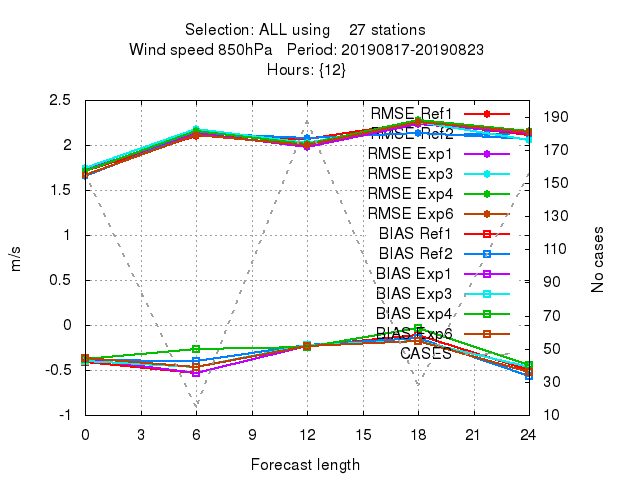 Selection: ALL using    27 stations
Wind speed 850hPa   Period: 20190817-20190823
Hours: {12}
2.5
2
1.5
1
0.5
0
-0.5
-1
m/s
190
170
150
130
110
90
70
50
30
10
No cases
RMSE Ref1
RMSE Ref2
RMSE Exp1
RMSE Exp3
RMSE Exp4
RMSE Exp6
BIAS Ref1
BIAS Ref2
BIAS Exp1
BIAS Exp3
BIAS Exp4
BIAS Exp6
CASES
0 3 6 9 12 15 18 21 24
Forecast length